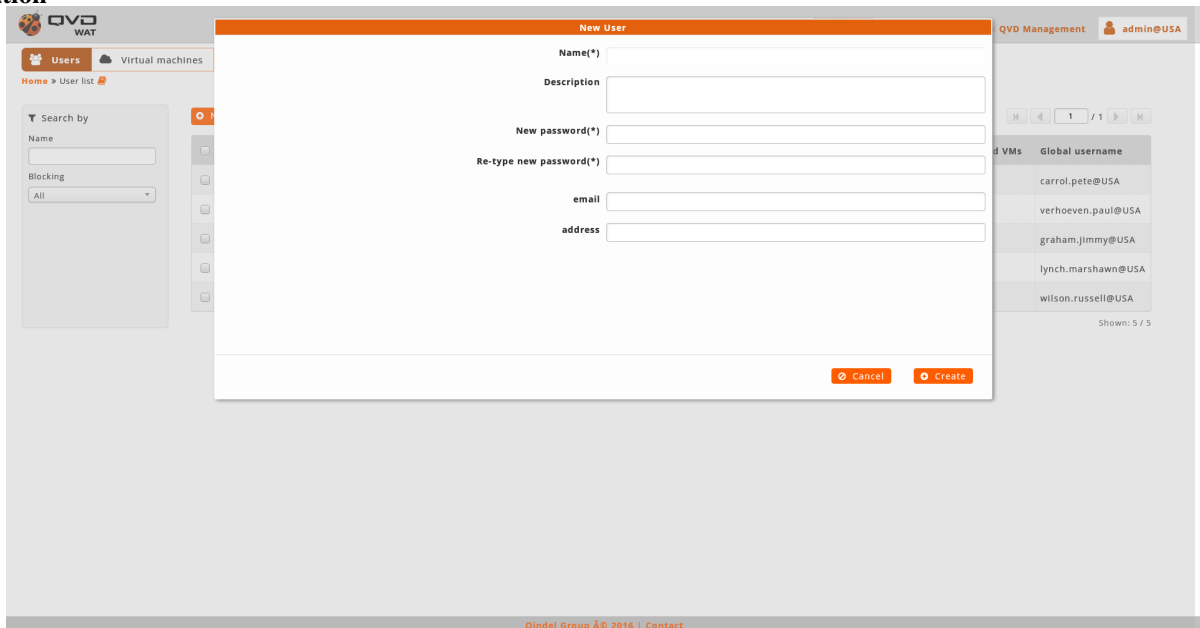 QVD
WAT
New User
QVD Management
admin@USA
Users
Virtual machines
Home » User list
Search by
Name
Blocking
All
Name(*)
Description
New password(*)
Re-type new password(*)
email
address
1 / 1
d VMs Global username
carrol.pete@USA
verhoeven.paul@USA
graham.jimmy@USA
lynch.marshawn@USA
wilson.russell@USA
Shown: 5 / 5
Cancel
Create
Qindel Group Â© 2016 | Contact